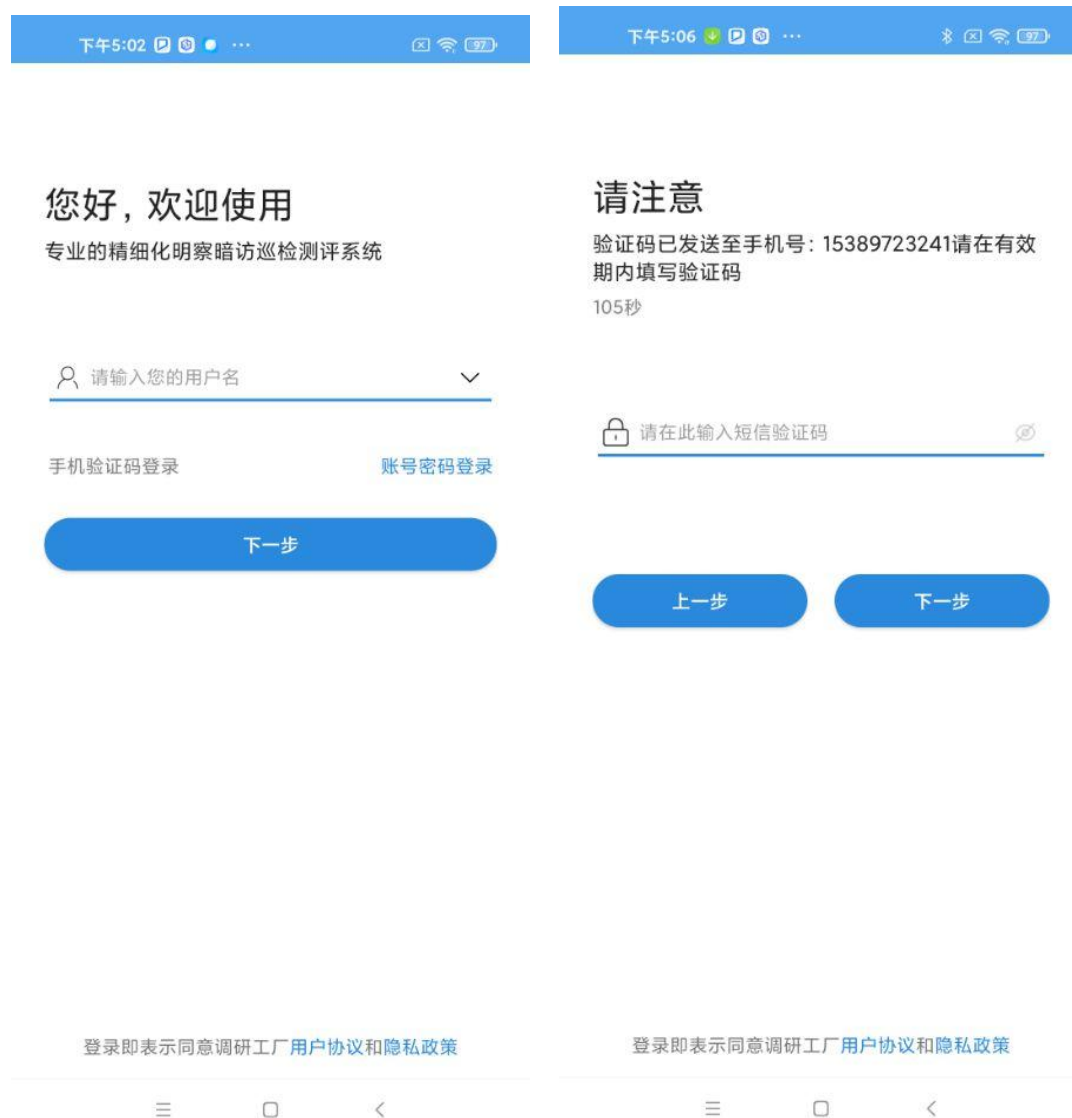 下午5:02 ···
97
您好，欢迎使用
专业的精细化明察暗访巡检测评系统
请输入您的用户名
手机验证码登录
账号密码登录
下一步
登录即表示同意调研工厂用户协议和隐私政策
下午5:06 ···
97
请注意
验证码已发送至手机号：15389723241请在有效
期内填写验证码
105秒
请在此输入短信验证码
上一步
下一步
登录即表示同意调研工厂用户协议和隐私政策